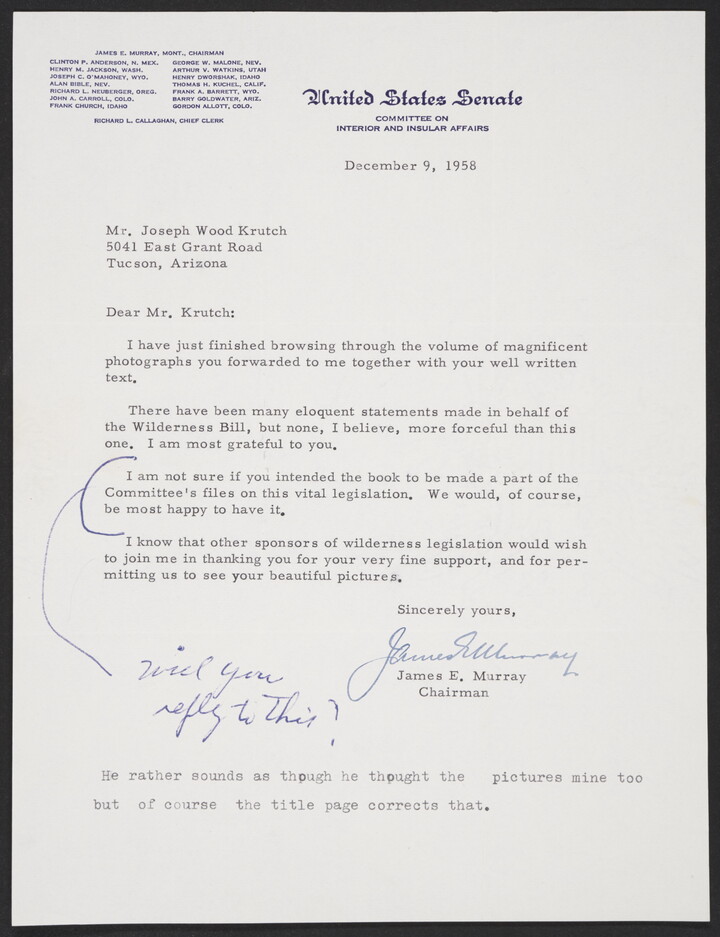 JAMES E. MURRAY, MONT., CHAIRMAN
CLINTON P. ANDERSON, N. MEX.
HENRY M. JACKSON, WASH.
JOSEPH C. O'MAHONEY, WYO.
ALAN BIBLE, NEV.
RICHARD L. NEUBERGER, OREG.
JOHN A. CARROLL, COLO.
FRANK CHURCH, IDAHO
GEORGE W. MALONE, NEV.
ARTHUR V. WATKINS, UTAH
HENRY DWORSHAK, IDAHO
THOMAS H. KUCHEL, CALIF.
FRANK A. BARRETT, WYO.
BARRY GOLDWATER, ARIZ.
GORDON ALLOTT, COLO.
RICHARD L. CALLAGHAN, CHIEF CLERK
United States Senate
COMMITTEE ON
INTERIOR AND INSULAR AFFAIRS
December 9, 1958
Mr. Joseph Wood Krutch
5041 East Grant Road
Tucson, Arizona
Dear Mr. Krutch:
I have just finished browsing through the volume of magnificent
photographs you forwarded to me together with your well written
text.
There have been many eloquent statements made in behalf of
the Wilderness Bill, but none, I believe, more forceful than this
one. I am most grateful to you.
I am not sure if you intended the book to be made a part of the
Committee's files on this vital legislation. We would, of course,
be most happy to have it.
I know that other sponsors of wilderness legislation would wish
to join me in thanking you for your very fine support, and for per-
mitting us to see your beautiful pictures.
Sincerely yours,
James E. Murray
James E. Murray
Chairman
will you
reply to this?
He rather sounds as though he thought the pictures mine too
but of course the title page corrects that.